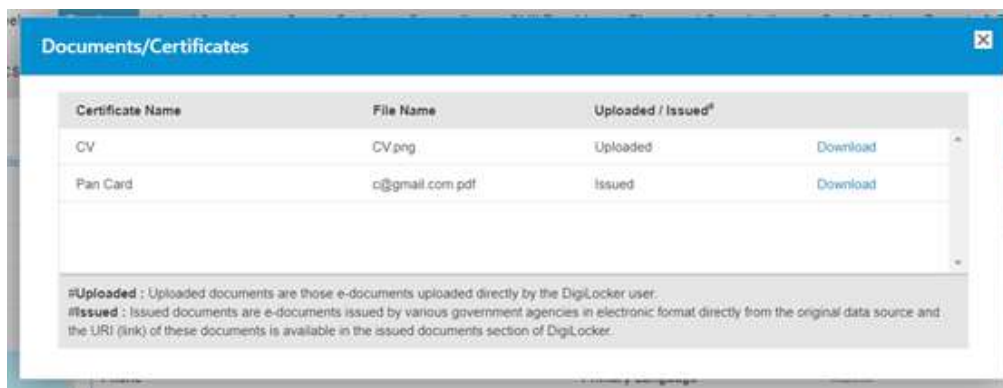 Documents/Certificates
Certificate Name File Name Uploaded / Issued#
CV CV.png Uploaded Download
Pan Card c@gmail.com.pdf Issued Download
#Uploaded : Uploaded documents are those e-documents uploaded directly by the DigiLocker user.
#Issued : Issued documents are e-documents issued by various government agencies in electronic format directly from the original data source and
the URI (link) of these documents is available in the issued documents section of DigiLocker.